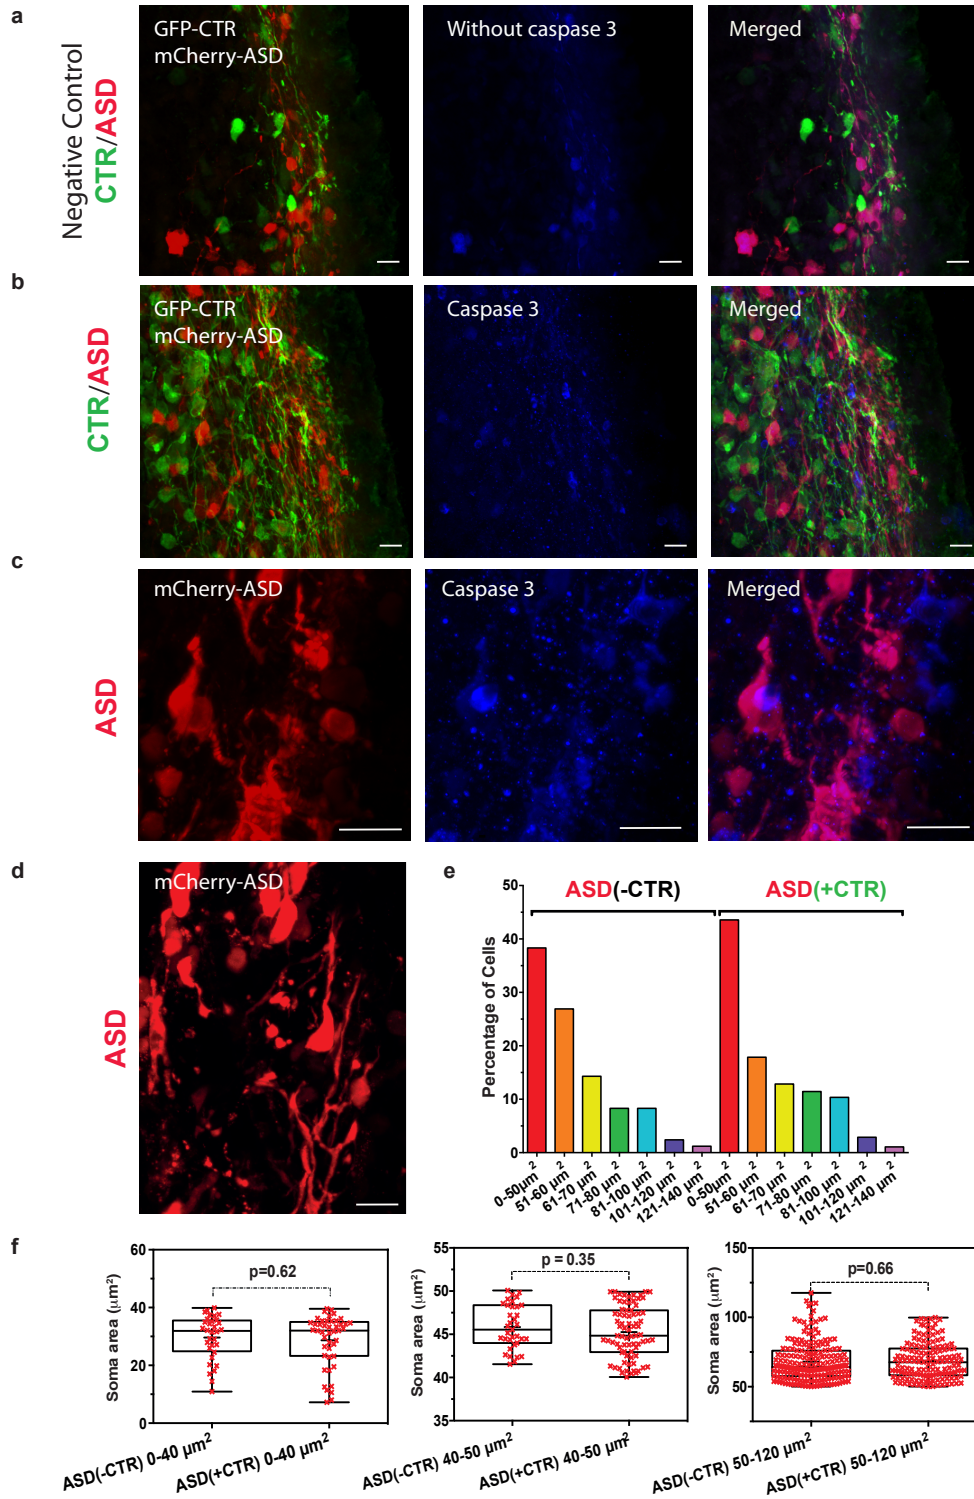 a
Negative Control
CTR/ASD
GFP-CTR
mCherry-ASD
Without caspase 3
Merged
b
CTR/ASD
GFP-CTR
mCherry-ASD
Caspase 3
Merged
c
ASD
mCherry-ASD
Caspase 3
Merged
d
ASD
mCherry-ASD
e
ASD(-CTR)
ASD(+CTR)
Percentage of Cells
50
40
30
20
10
0
0-50μm²
51-60 μm²
61-70 μm²
71-80 μm²
81-100 μm²
101-120 μm²
121-140 μm²
0-50μm²
51-60 μm²
61-70 μm²
71-80 μm²
81-100 μm²
101-120 μm²
121-140 μm²
f
Soma area (μm²)
60
40
20
0
p=0.62
ASD(-CTR) 0-40 μm²
ASD(+CTR) 0-40 μm²
Soma area (μm²)
55
50
45
40
35
p = 0.35
ASD(-CTR) 40-50 μm²
ASD(+CTR) 40-50 μm²
Soma area (μm²)
150
100
50
p=0.66
ASD(-CTR) 50-120 μm²
ASD(+CTR) 50-120 μm²